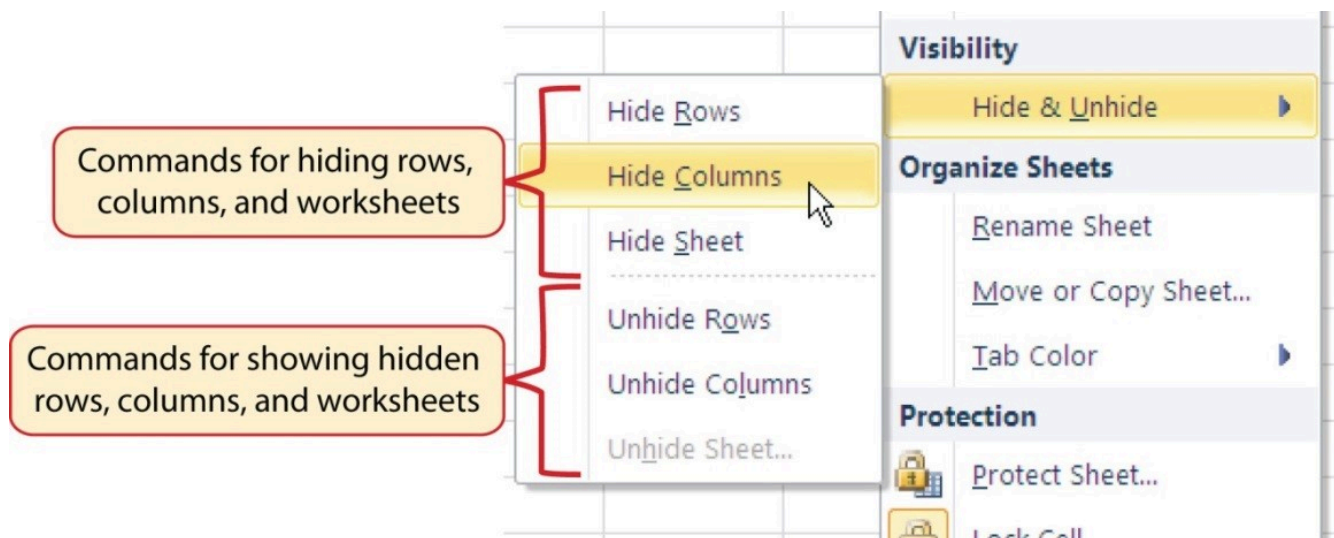 Visibility
Hide & Unhide
Organize Sheets
Rename Sheet
Move or Copy Sheet...
Tab Color
Protection
Protect Sheet...
Lock Cell
Hide Rows
Hide Columns
Hide Sheet
Unhide Rows
Unhide Columns
Unhide Sheet...
Commands for hiding rows,
columns, and worksheets
Commands for showing hidden
rows, columns, and worksheets